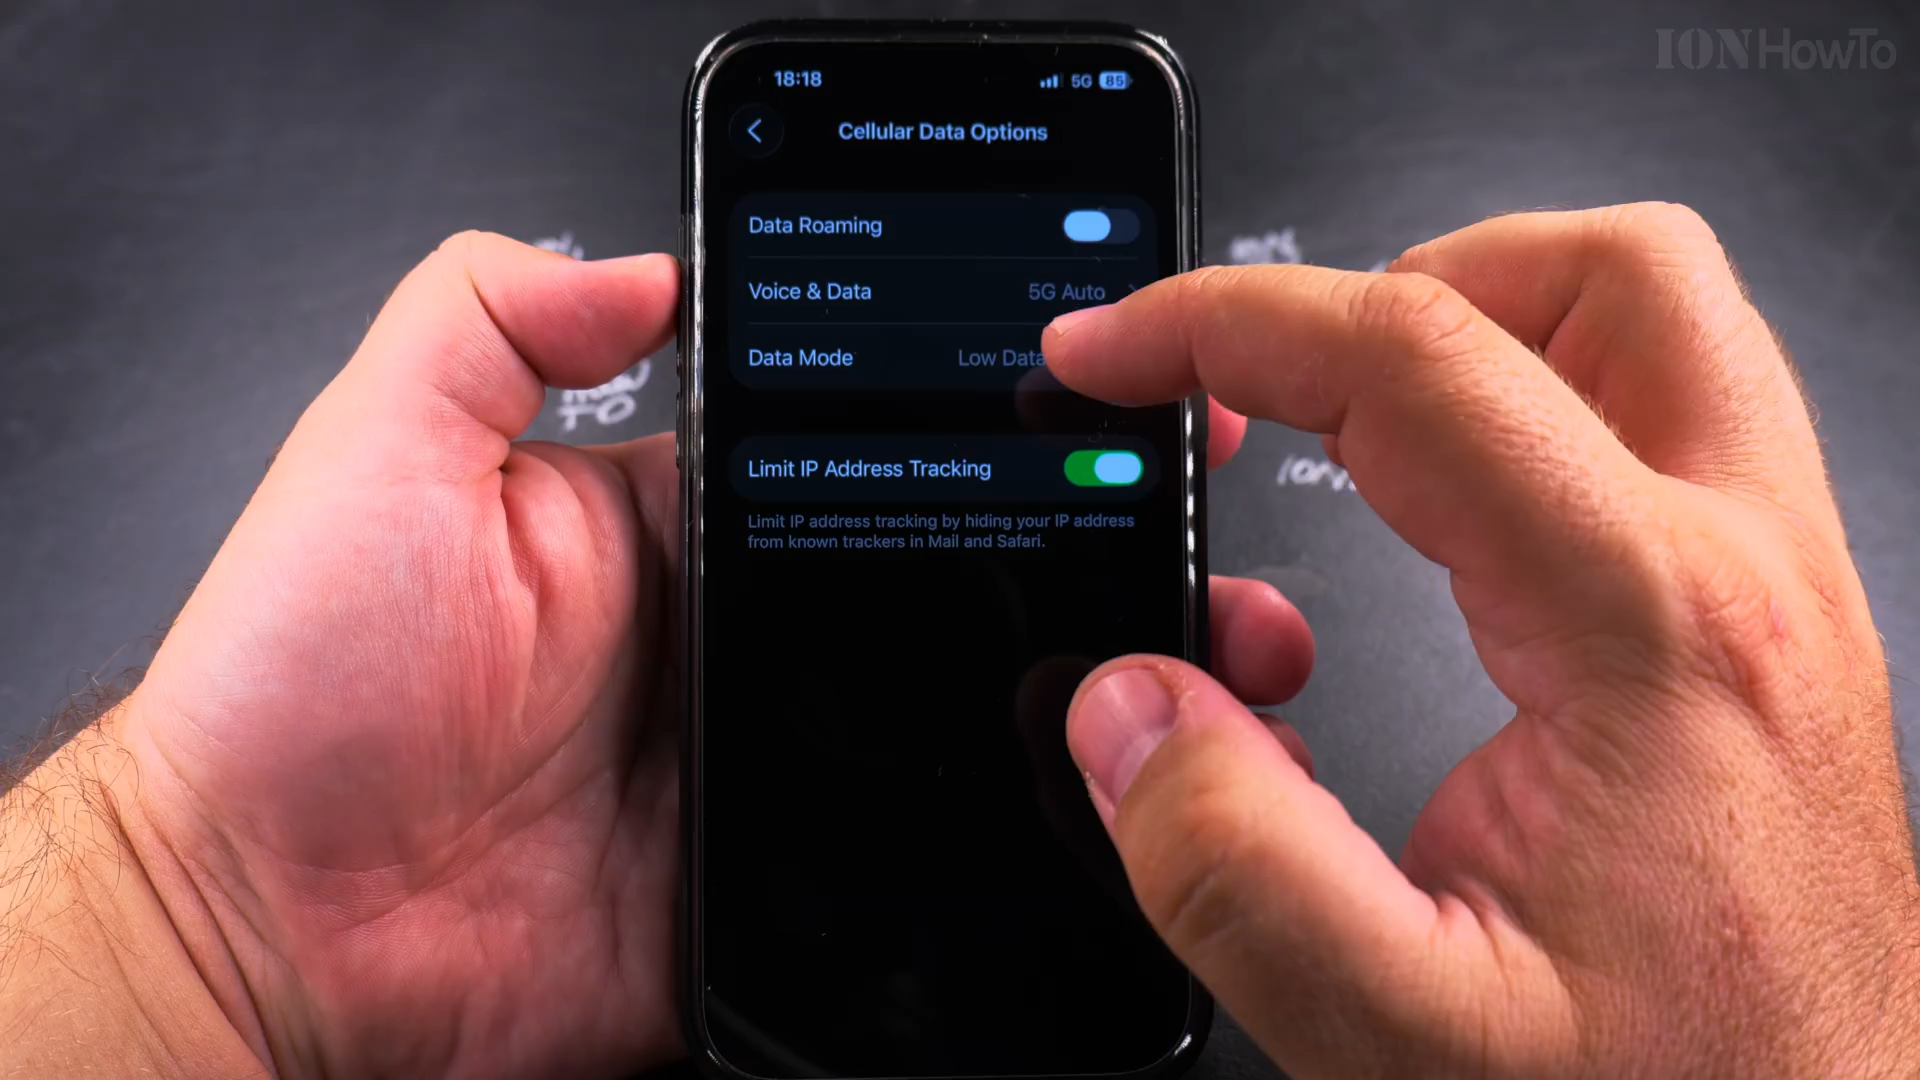 IONHowTo
18:18
5G 85
Cellular Data Options
Data Roaming
Voice & Data 5G Auto
Data Mode Low Data
Limit IP Address Tracking
Limit IP address tracking by hiding your IP address
from known trackers in Mail and Safari.
TO